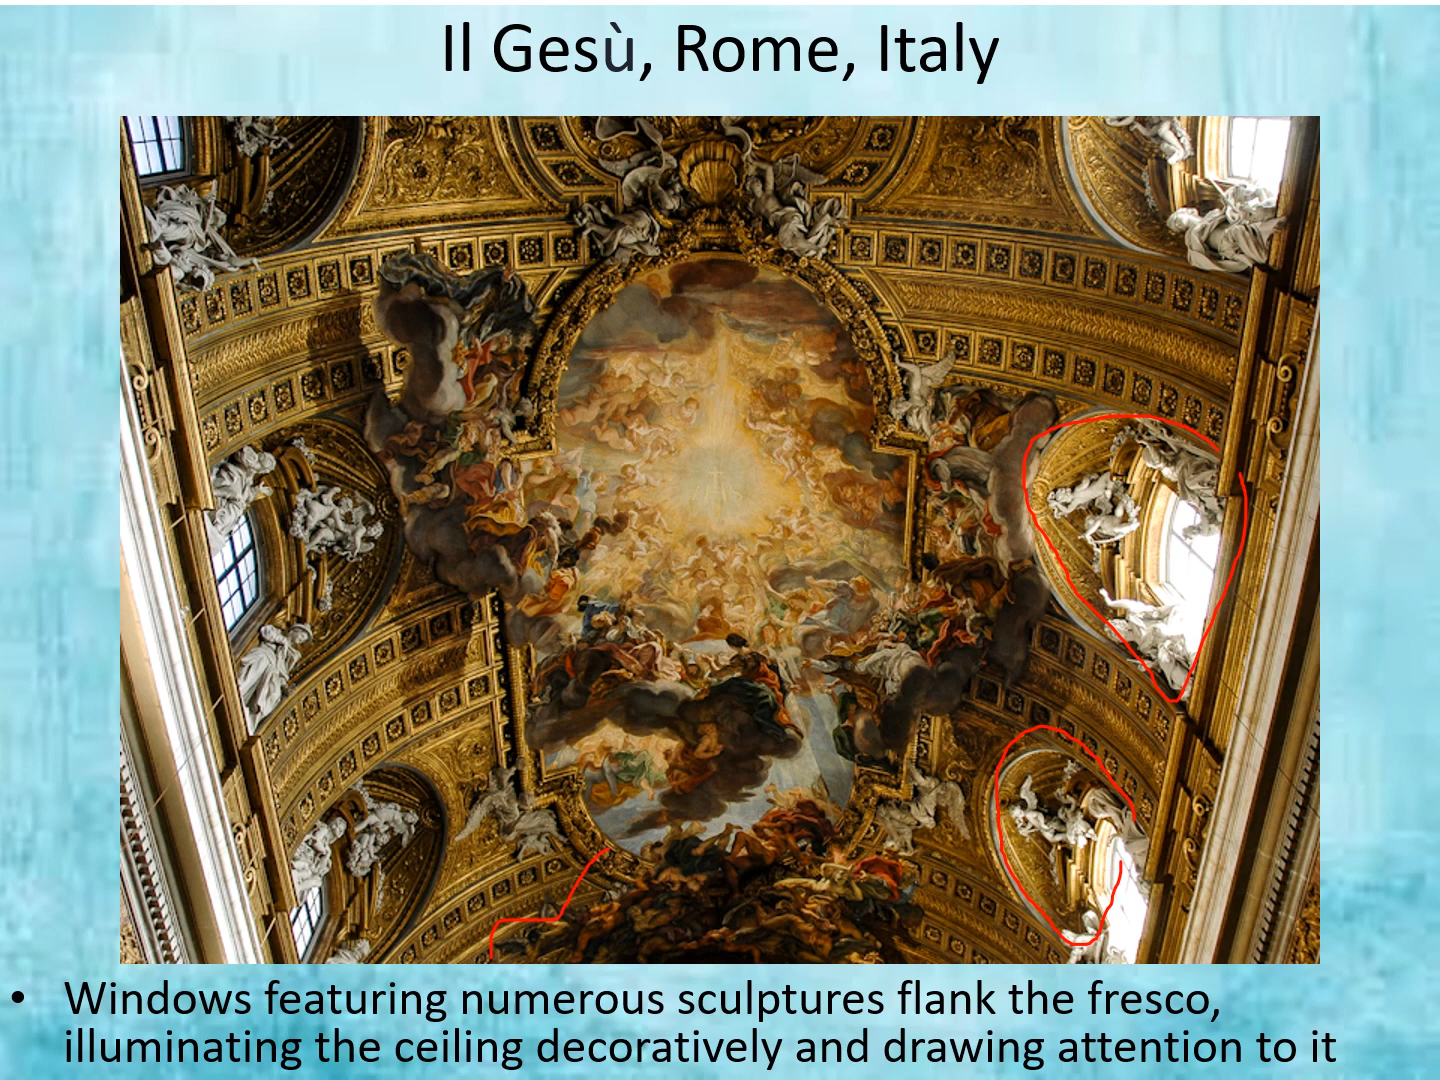 Il Gesù, Rome, Italy
• Windows featuring numerous sculptures flank the fresco,
illuminating the ceiling decoratively and drawing attention to it